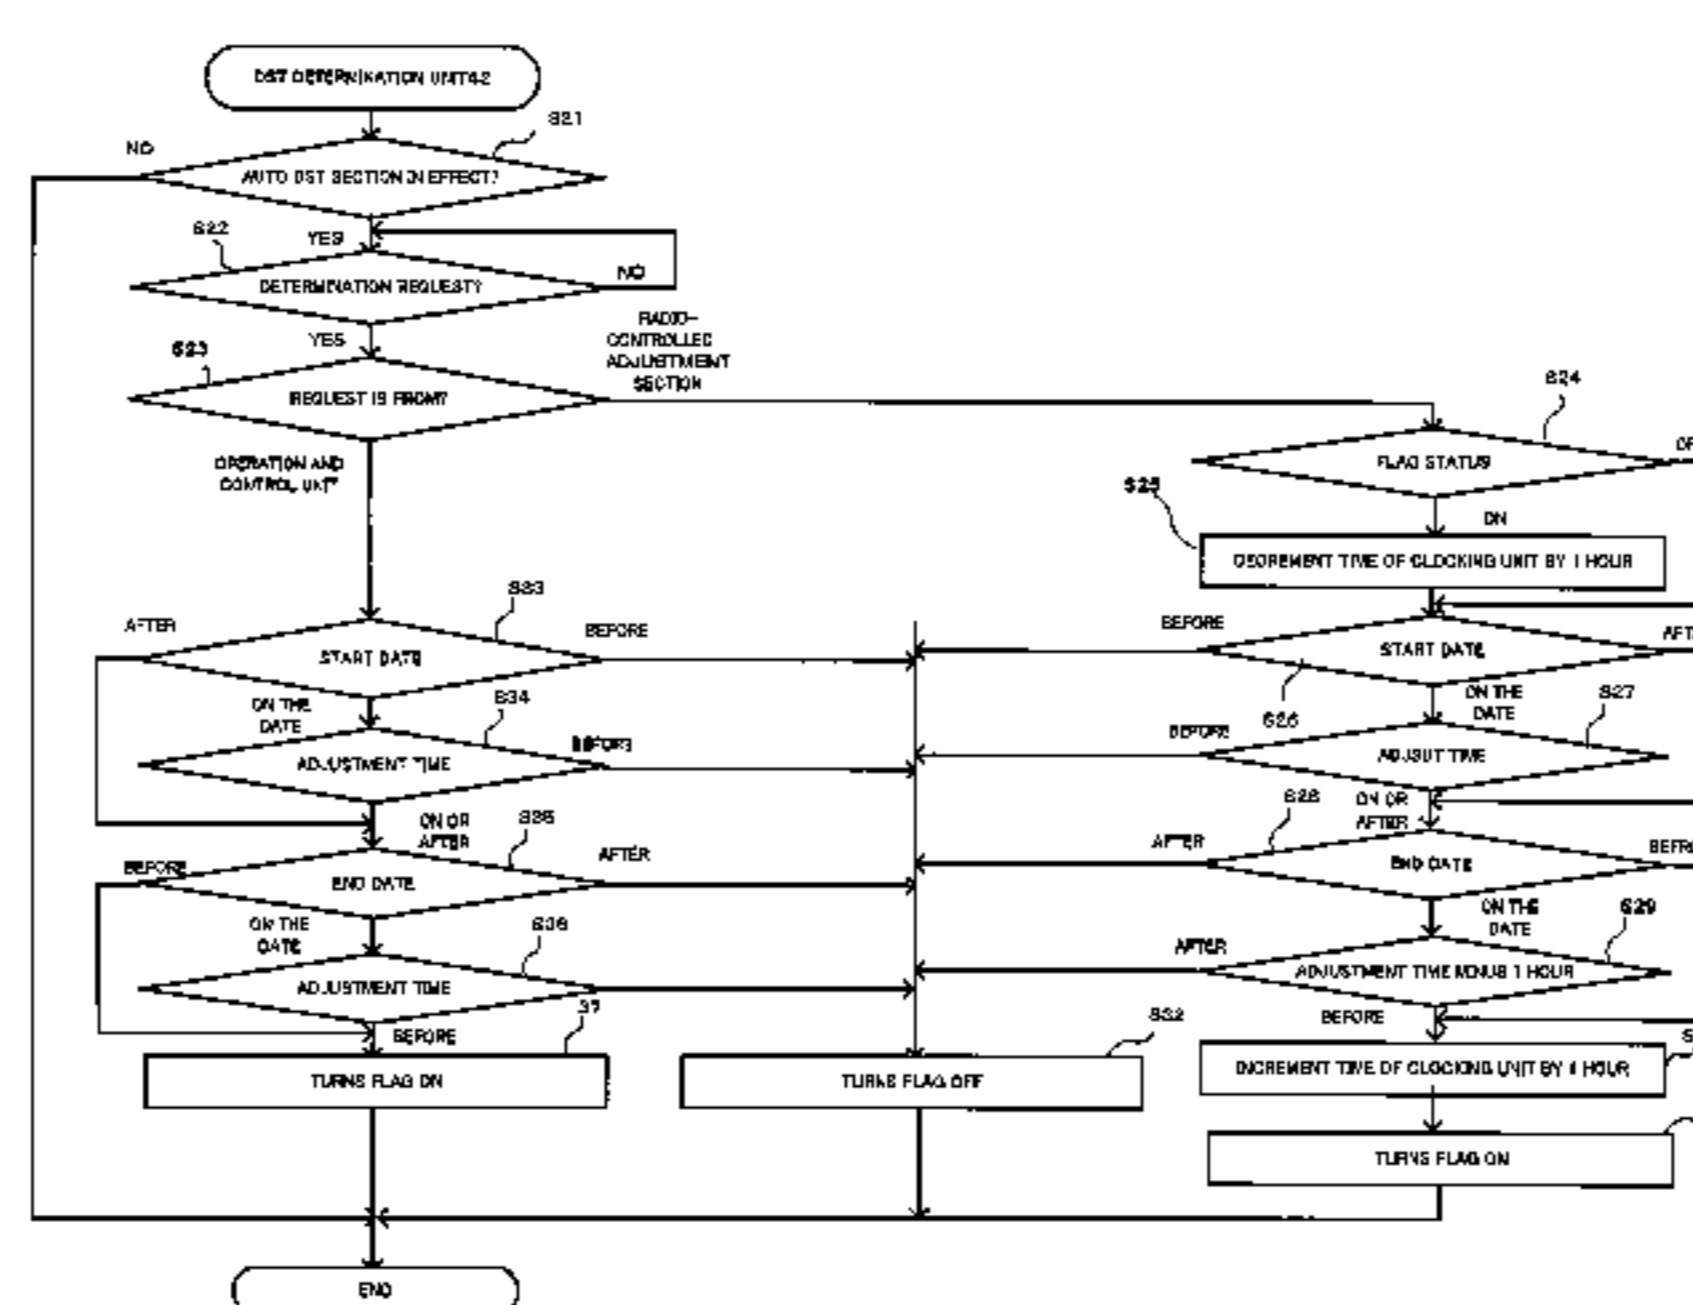 DST DETERMINATION UNIT42
S21
NO
AUTO DST SECTION IN EFFECT?
S22
YES
DETERMINATION REQUEST?
NO
S23
YES
RADIO-
CONTROLLED
ADJUSTMENT
SECTION
REQUEST IS FROM?
S24
OPERATION AND
CONTROL UNIT
FLAG STATUS
S25
ON
DECREMENT TIME OF CLOCKING UNIT BY 1 HOUR
S33
AFTER
BEFORE
START DATE
BEFORE
START DATE
ON THE
DATE
S34
S26
ON THE
DATE
S27
BEFORE
ADJUSTMENT TIME
BEFORE
ADJSUT TIME
ON OR
AFTER
S35
S28
ON OR
AFTER
BEFORE
AFTER
END DATE
AFTER
END DATE
ON THE
DATE
S36
ON THE
DATE
S29
ADJUSTMENT TIME
AFTER
ADJUSTMENT TIME MINUS 1 HOUR
37
BEFORE
S32
BEFORE
TURNS FLAG ON
TURNS FLAG OFF
INCREMENT TIME OF CLOCKING UNIT BY 1 HOUR
TURNS FLAG ON
END